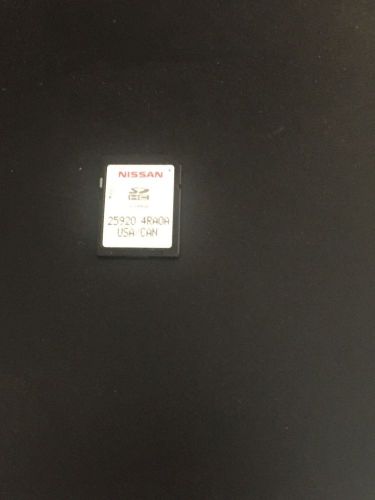 NISSAN
SD
HC
25920 4RA0A
USA/CAN